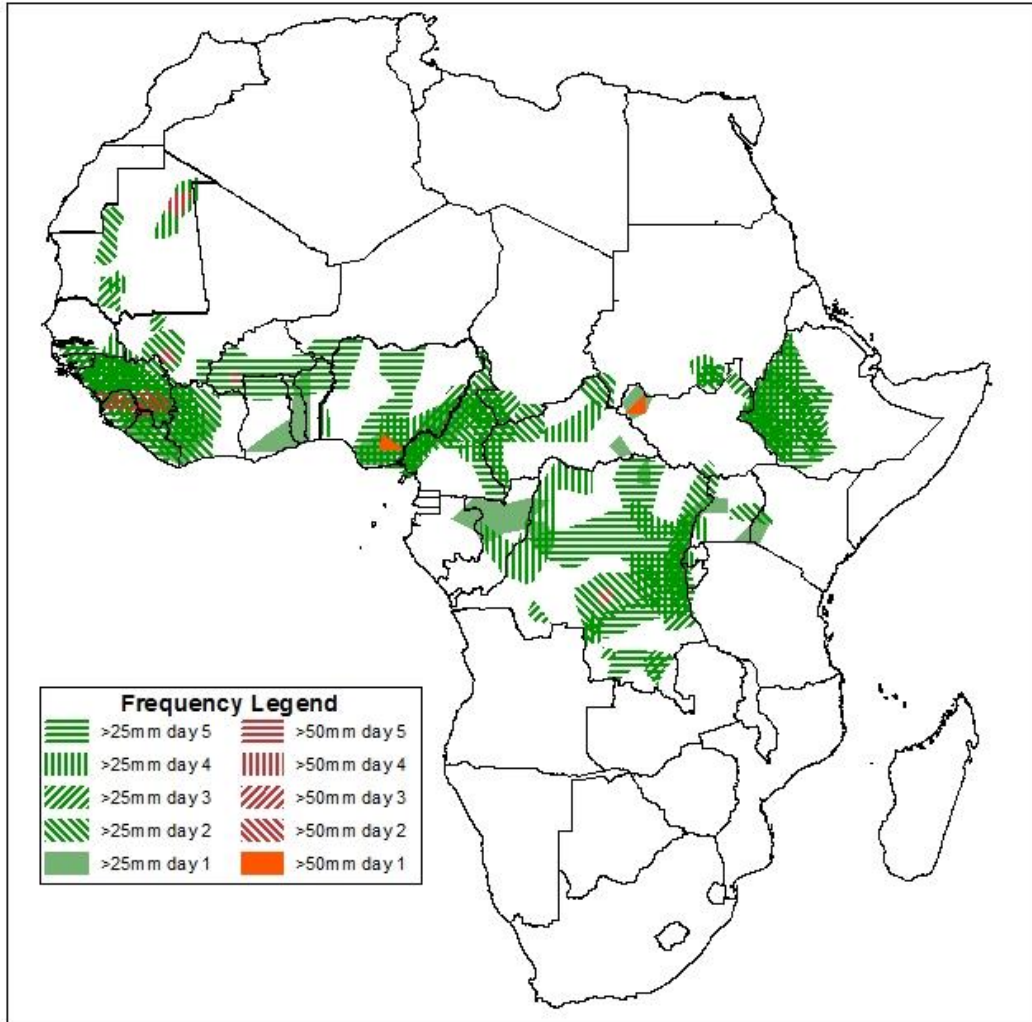 Frequency Legend
>25mm day 5 >50mm day 5
>25mm day 4 >50mm day 4
>25mm day 3 >50mm day 3
>25mm day 2 >50mm day 2
>25mm day 1 >50mm day 1